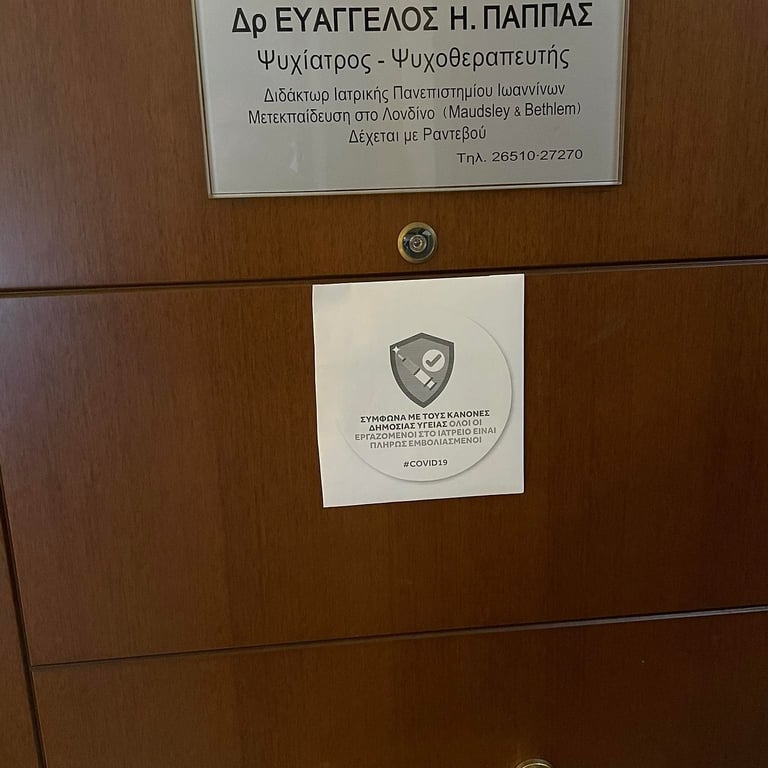 Δρ ΕΥΑΓΓΕΛΟΣ Η. ΠΑΠΠΑΣ
Ψυχίατρος - Ψυχοθεραπευτής
Διδάκτωρ Ιατρικής Πανεπιστημίου Ιωαννίνων
Μετεκπαίδευση στο Λονδίνο (Maudsley & Bethlem)
Δέχεται με Ραντεβού
Τηλ. 26510-27270
ΣΥΜΦΩΝΑ ΜΕ ΤΟΥΣ ΚΑΝΟΝΕΣ
ΔΗΜΟΣΙΑΣ ΥΓΕΙΑΣ ΟΛΟΙ ΟΙ
ΕΡΓΑΖΟΜΕΝΟΙ ΣΤΟ ΙΑΤΡΕΙΟ ΕΙΝΑΙ
ΠΛΗΡΩΣ ΕΜΒΟΛΙΑΣΜΕΝΟΙ
#COVID19